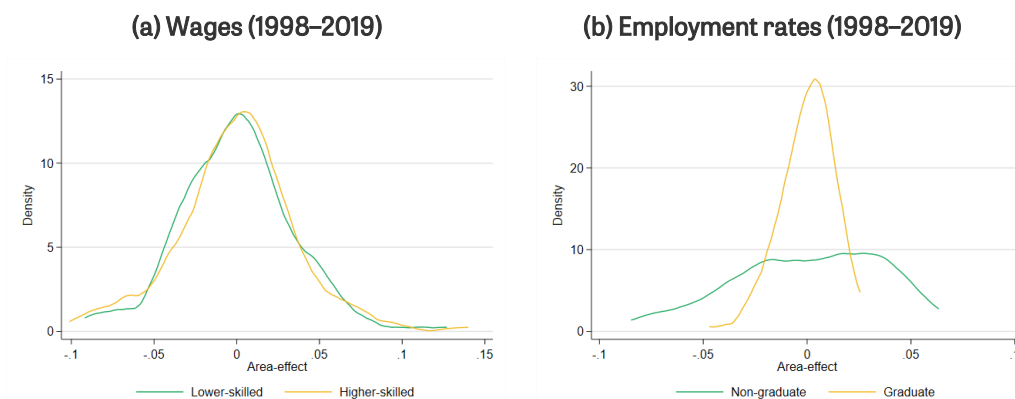 (a) Wages (1998–2019)
15
10
5
0
Density
-.1 -.05 0 .05 .1 .15
Area-effect
Lower-skilled Higher-skilled
(b) Employment rates (1998–2019)
30
20
10
0
Density
-.1 -.05 0 .05
Area-effect
Non-graduate Graduate